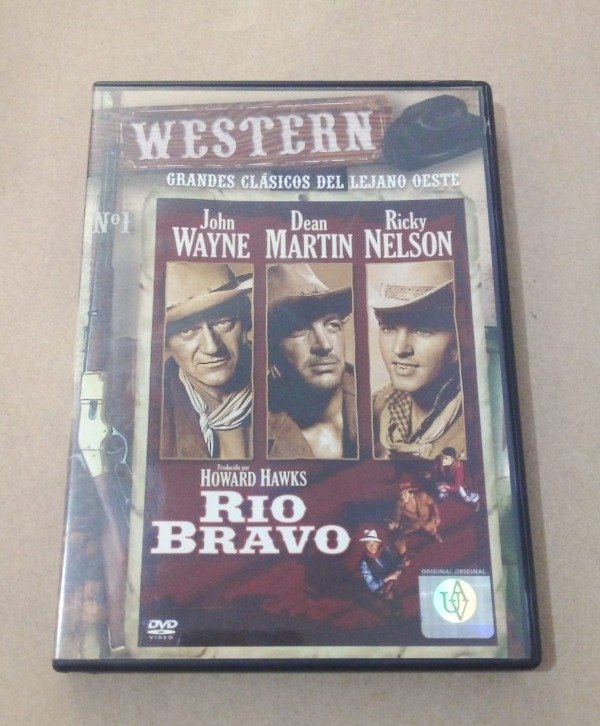 WESTERN
GRANDES CLÁSICOS DEL LEJANO OESTE
Nº1
John WAYNE
Dean MARTIN
Ricky NELSON
Producida por
HOWARD HAWKS
RIO
BRAVO
ORIGINAL ORIGINAL
DVD
VIDEO